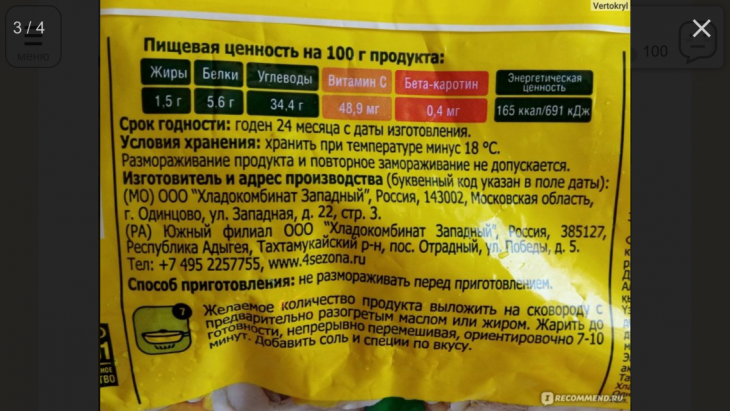 Vertokryl
3 / 4
меню
100
Пищевая ценность на 100 г продукта:
Жиры Белки Углеводы Витамин С Бета-каротин Энергетическая ценность
1,5 г 5.6 г 34,4 г 48,9 мг 0,4 мг 165 ккал/691 кДж
Срок годности: годен 24 месяца с даты изготовления.
Условия хранения: хранить при температуре минус 18 °С.
Размораживание продукта и повторное замораживание не допускается.
Изготовитель и адрес производства (буквенный код указан в поле даты):
(МО) ООО "Хладокомбинат Западный", Россия, 143002, Московская область,
г. Одинцово, ул. Западная, д. 22, стр. 3.
(РА) Южный филиал ООО "Хладокомбинат Западный", Россия, 385127,
Республика Адыгея, Тахтамукайский р-н, пос. Отрадный, ул. Победы, д. 5.
Тел: +7 495 2257755, www.4sezona.ru
Способ приготовления: не размораживать перед приготовлением.
7
Желаемое количество продукта выложить на сковороду с
предварительно разогретым маслом или жиром. Жарить до
готовности, непрерывно перемешивая, ориентировочно 7-10
минут. Добавить соль и специи по вкусу.
RECOMMEND.RU